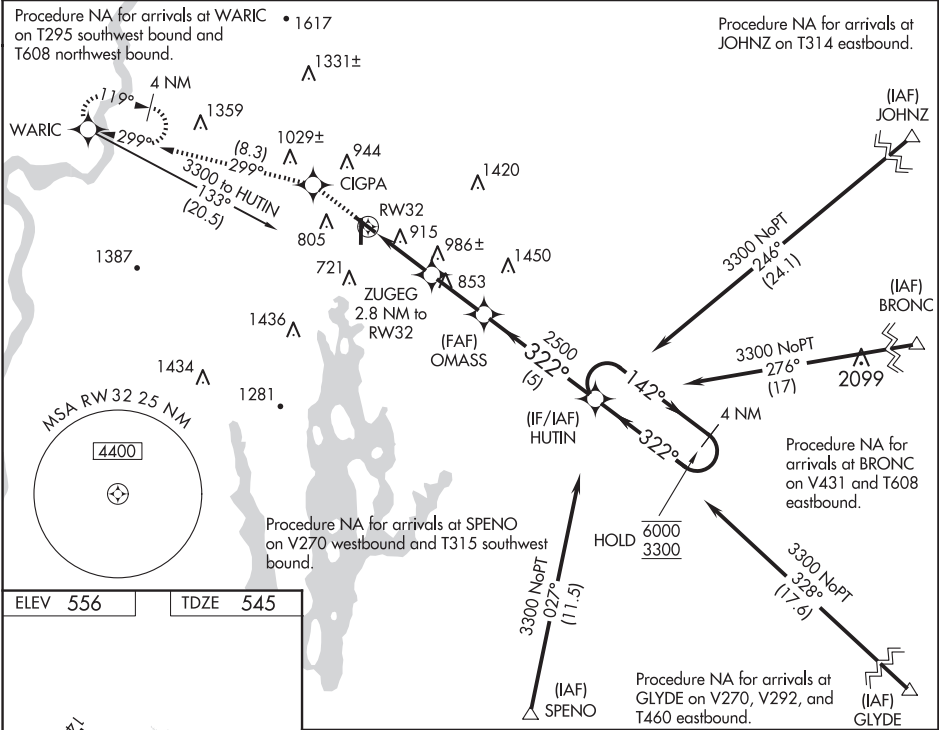 Procedure NA for arrivals at WARIC
on T295 southwest bound and
T608 northwest bound.
1617
Procedure NA for arrivals at
JOHNZ on T314 eastbound.
1331±
4 NM
119°
1359
WARIC
299°
(8.3)
299°
1029±
944
CIGPA
3300 to HUTIN
133°
(20.5)
1420
(IAF)
JOHNZ
805
RW32
915
986±
1450
853
721
ZUGEG
2.8 NM to
RW32
1387
3300 NoPT
246°
(24.1)
(FAF)
OMASS
1436
1434
1281
2500
322°
(5)
(IAF)
BRONC
3300 NoPT
276°
(17)
2099
142°
4 NM
322°
(IF/IAF)
HUTIN
MSA RW 32 25 NM
4400
Procedure NA for
arrivals at BRONC
on V431 and T608
eastbound.
HOLD 6000
3300
Procedure NA for arrivals at SPENO
on V270 westbound and T315 southwest
bound.
3300 NoPT
027°
(11.5)
3300 NoPT
328°
(17.6)
ELEV 556
TDZE 545
(IAF)
SPENO
Procedure NA for arrivals at
GLYDE on V270, V292, and
T460 eastbound.
(IAF)
GLYDE